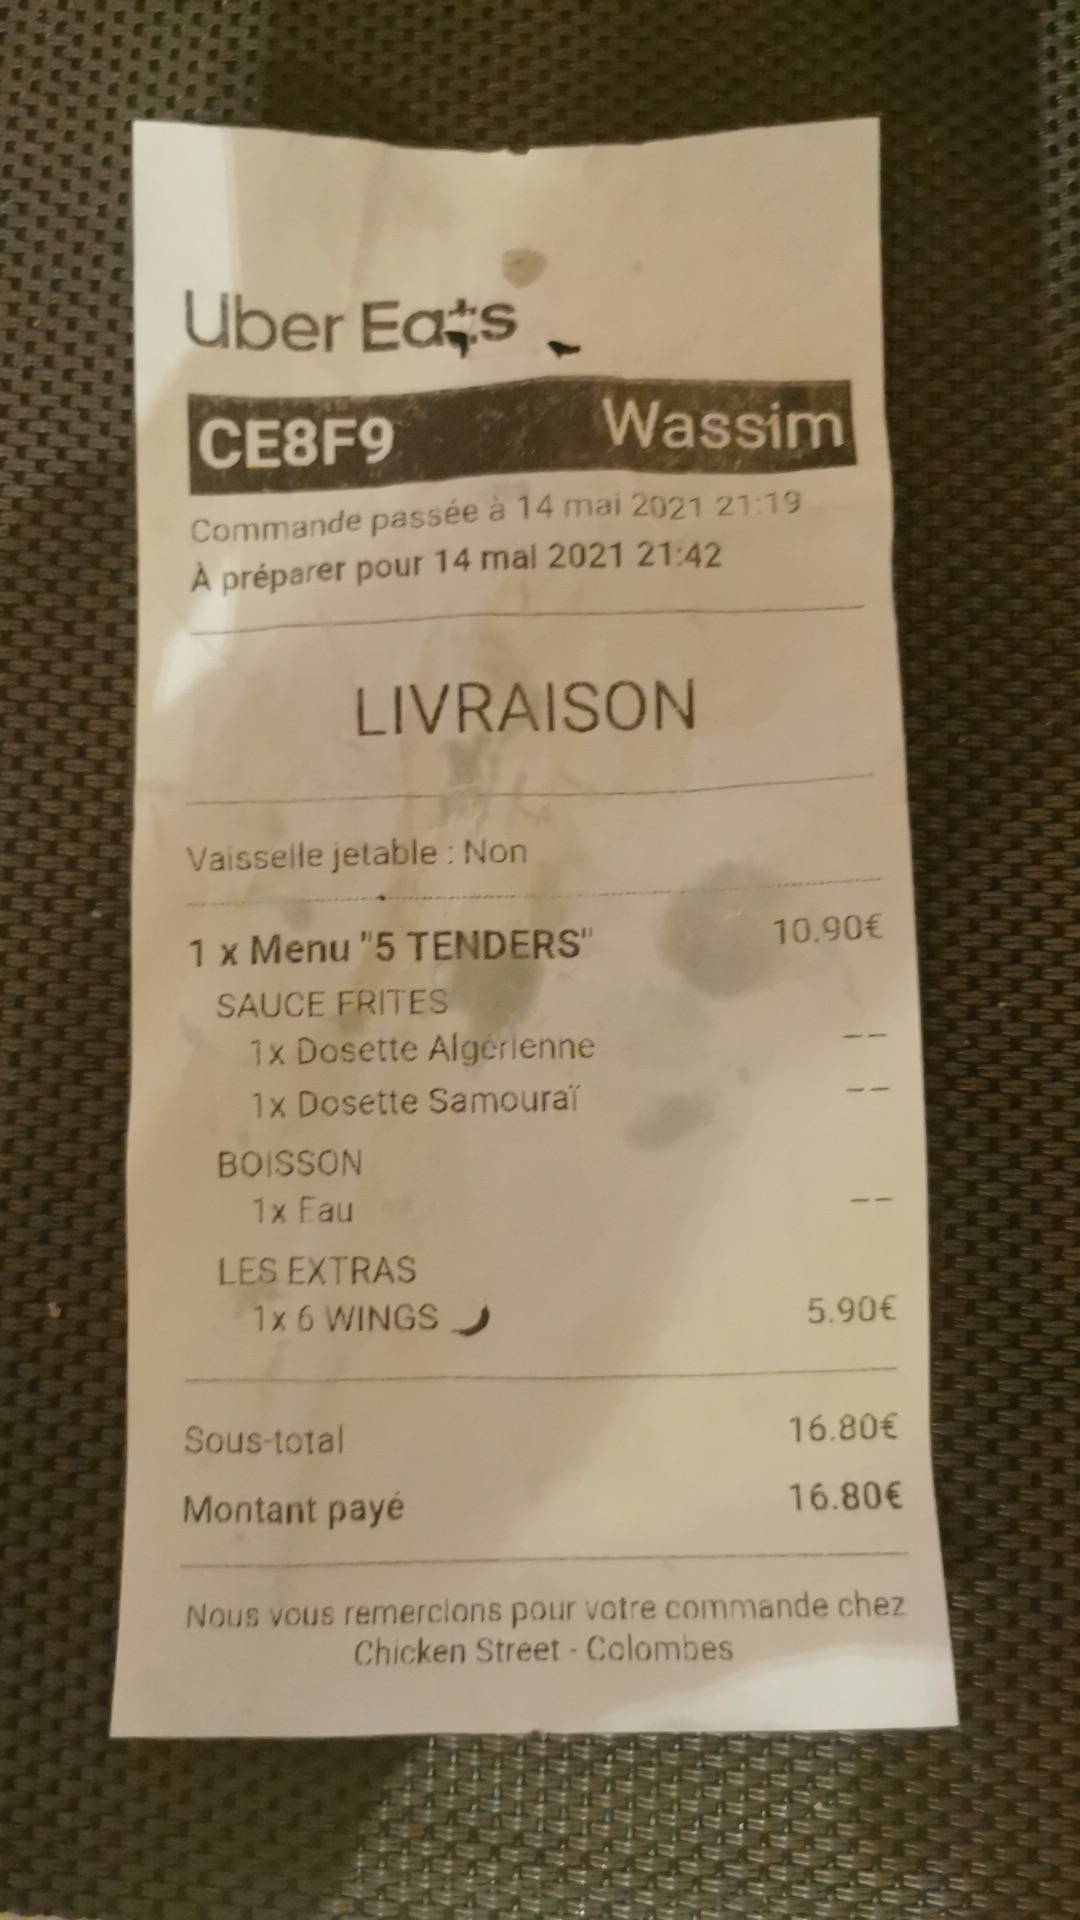 Uber Eats
CE8F9 Wassim
Commande passée à 14 mai 2021 21:19
À préparer pour 14 mai 2021 21:42
LIVRAISON
Vaisselle jetable : Non
1 x Menu "5 TENDERS" 10.90€
SAUCE FRITES
1x Dosette Algérienne --
1x Dosette Samouraï --
BOISSON
1x Eau --
LES EXTRAS
1x 6 WINGS 5.90€
Sous-total 16.80€
Montant payé 16.80€
Nous vous remercions pour votre commande chez
Chicken Street - Colombes